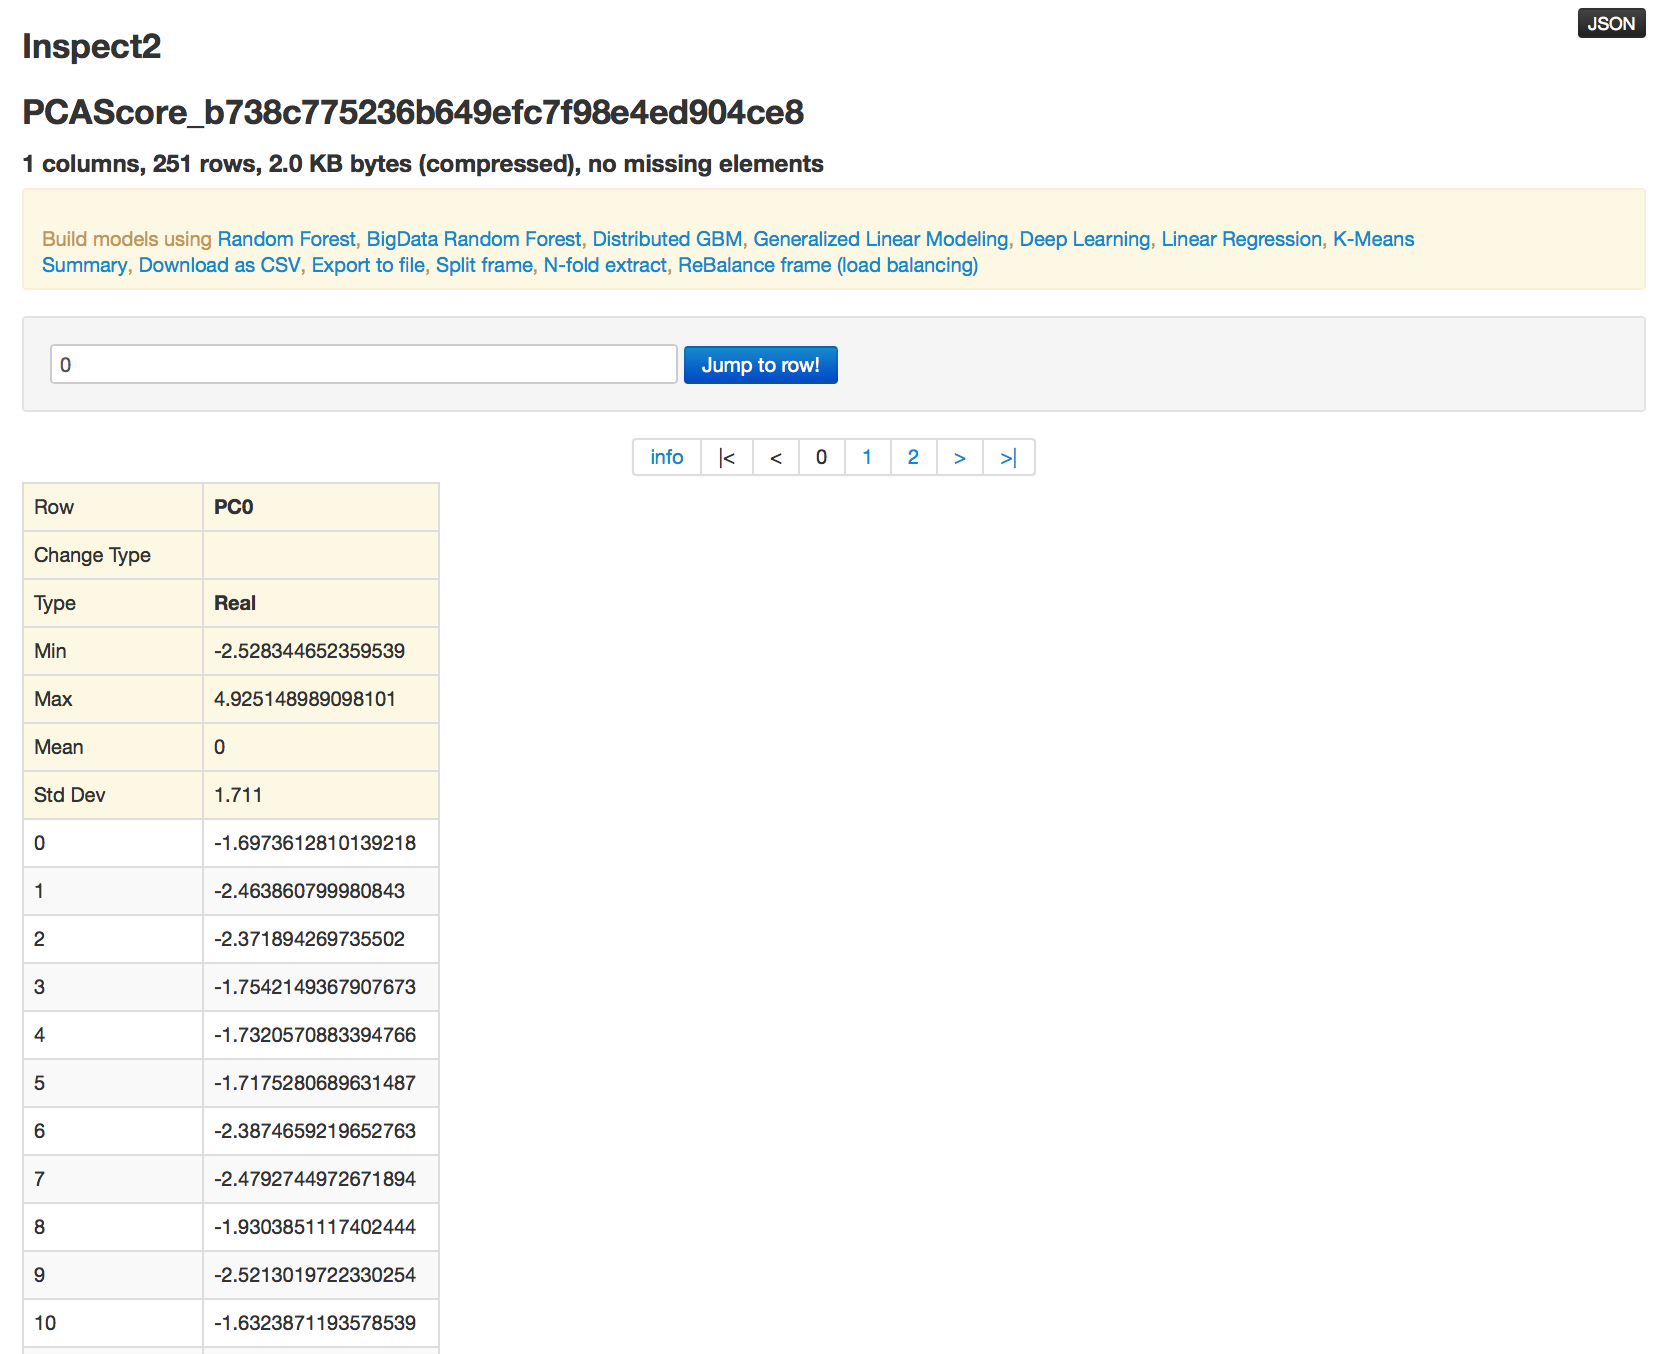 JSON
Inspect2
PCAScore_b738c775236b649efc7f98e4ed904ce8
1 columns, 251 rows, 2.0 KB bytes (compressed), no missing elements
Build models using Random Forest, BigData Random Forest, Distributed GBM, Generalized Linear Modeling, Deep Learning, Linear Regression, K-Means
Summary, Download as CSV, Export to file, Split frame, N-fold extract, ReBalance frame (load balancing)
0 Jump to row!
info |< < 0 1 2 > >|
Row PC0
Change Type
Type Real
Min -2.528344652359539
Max 4.925148989098101
Mean 0
Std Dev 1.711
0 -1.6973612810139218
1 -2.463860799980843
2 -2.371894269735502
3 -1.7542149367907673
4 -1.7320570883394766
5 -1.7175280689631487
6 -2.3874659219652763
7 -2.4792744972671894
8 -1.9303851117402444
9 -2.5213019722330254
10 -1.6323871193578539